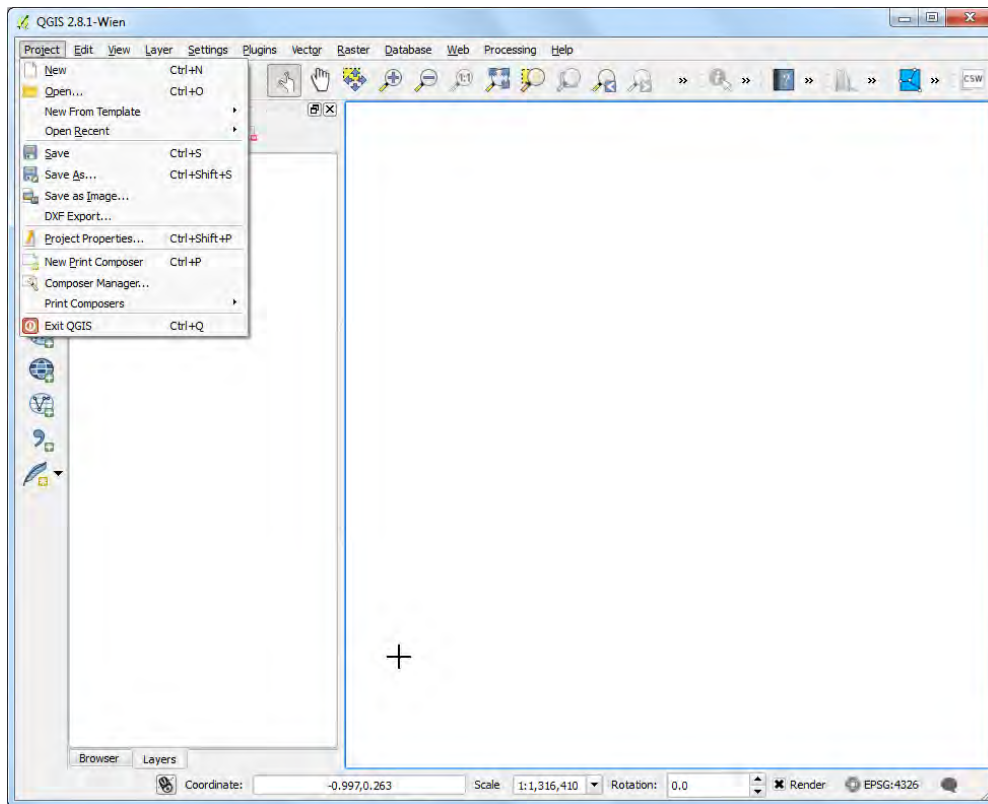 QGIS 2.8.1-Wien
Project Edit View Layer Settings Plugins Vector Raster Database Web Processing Help
New Ctrl+N
Open... Ctrl+O
New From Template
Open Recent
Save Ctrl+S
Save As... Ctrl+Shift+S
Save as Image...
DXF Export...
Project Properties... Ctrl+Shift+P
New Print Composer Ctrl+P
Composer Manager...
Print Composers
Exit QGIS Ctrl+Q
1:1
CSW
Browser Layers
Coordinate: -0.997,0.263 Scale 1:1,316,410 Rotation: 0.0 Render EPSG:4326